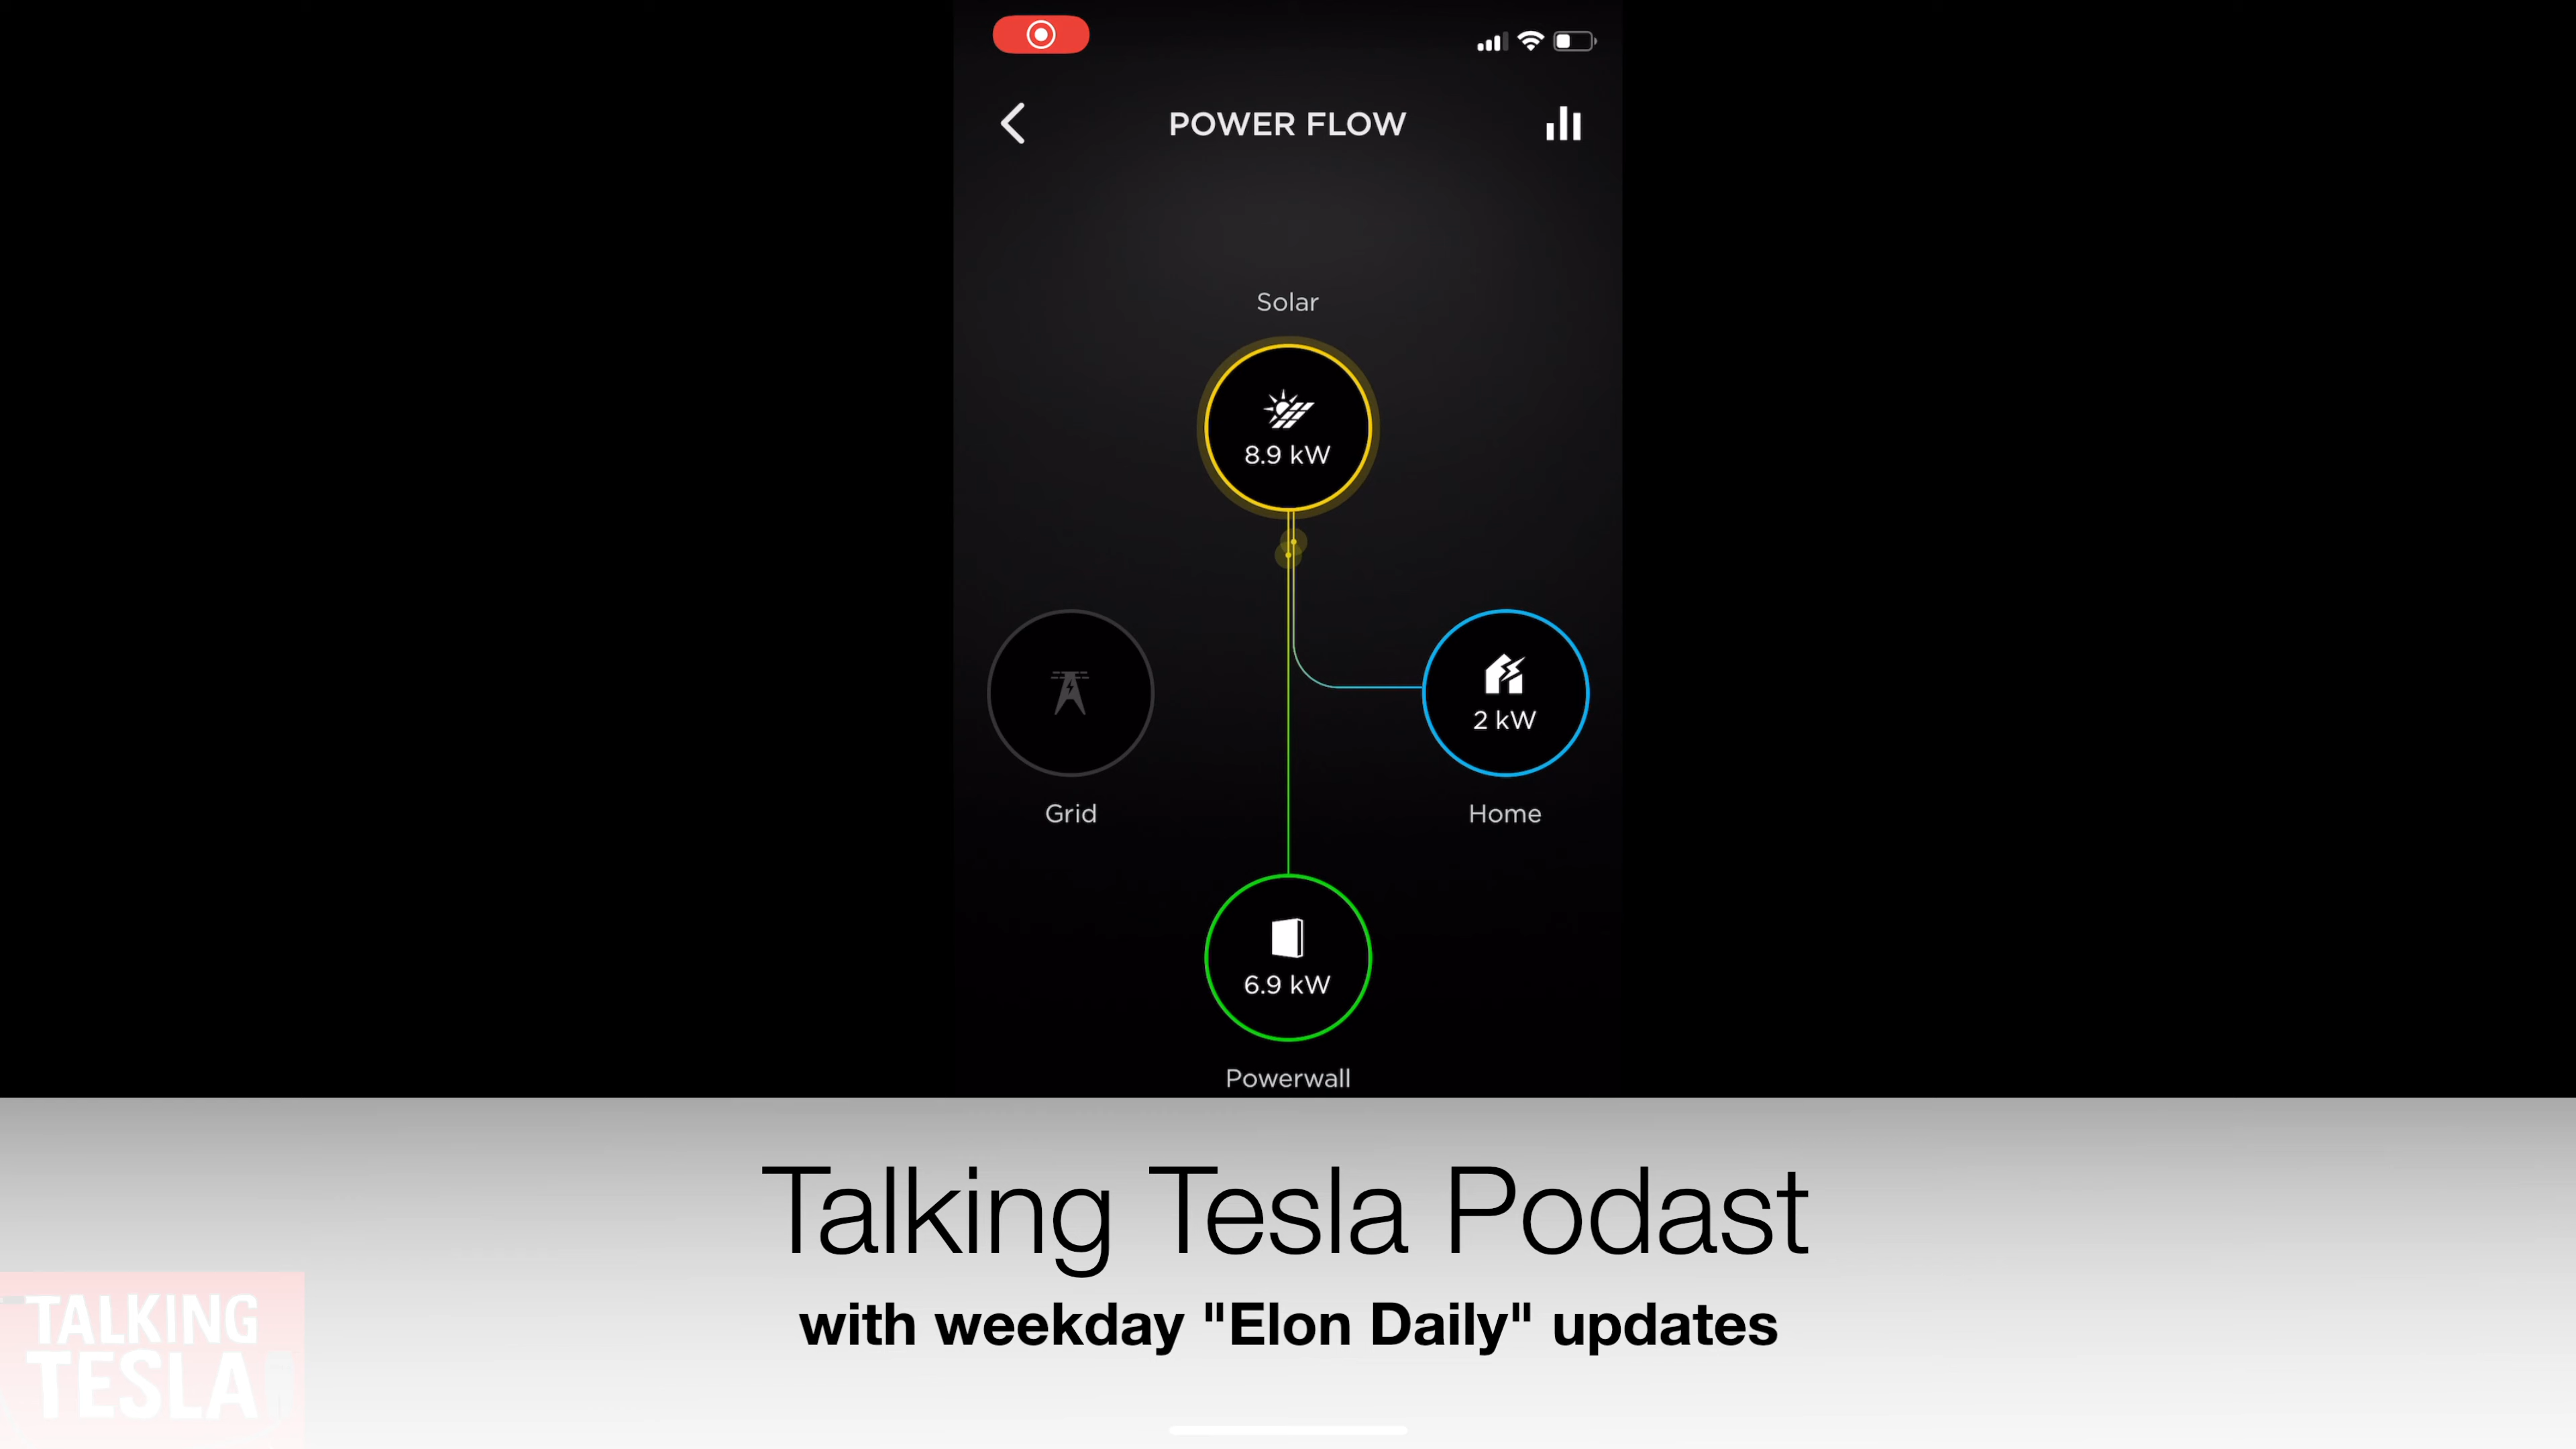 POWER FLOW
Solar
8.9 kW
2 kW
Grid
Home
6.9 kW
Powerwall
Talking Tesla Podast
with weekday "Elon Daily" updates
TALKING
TESLA